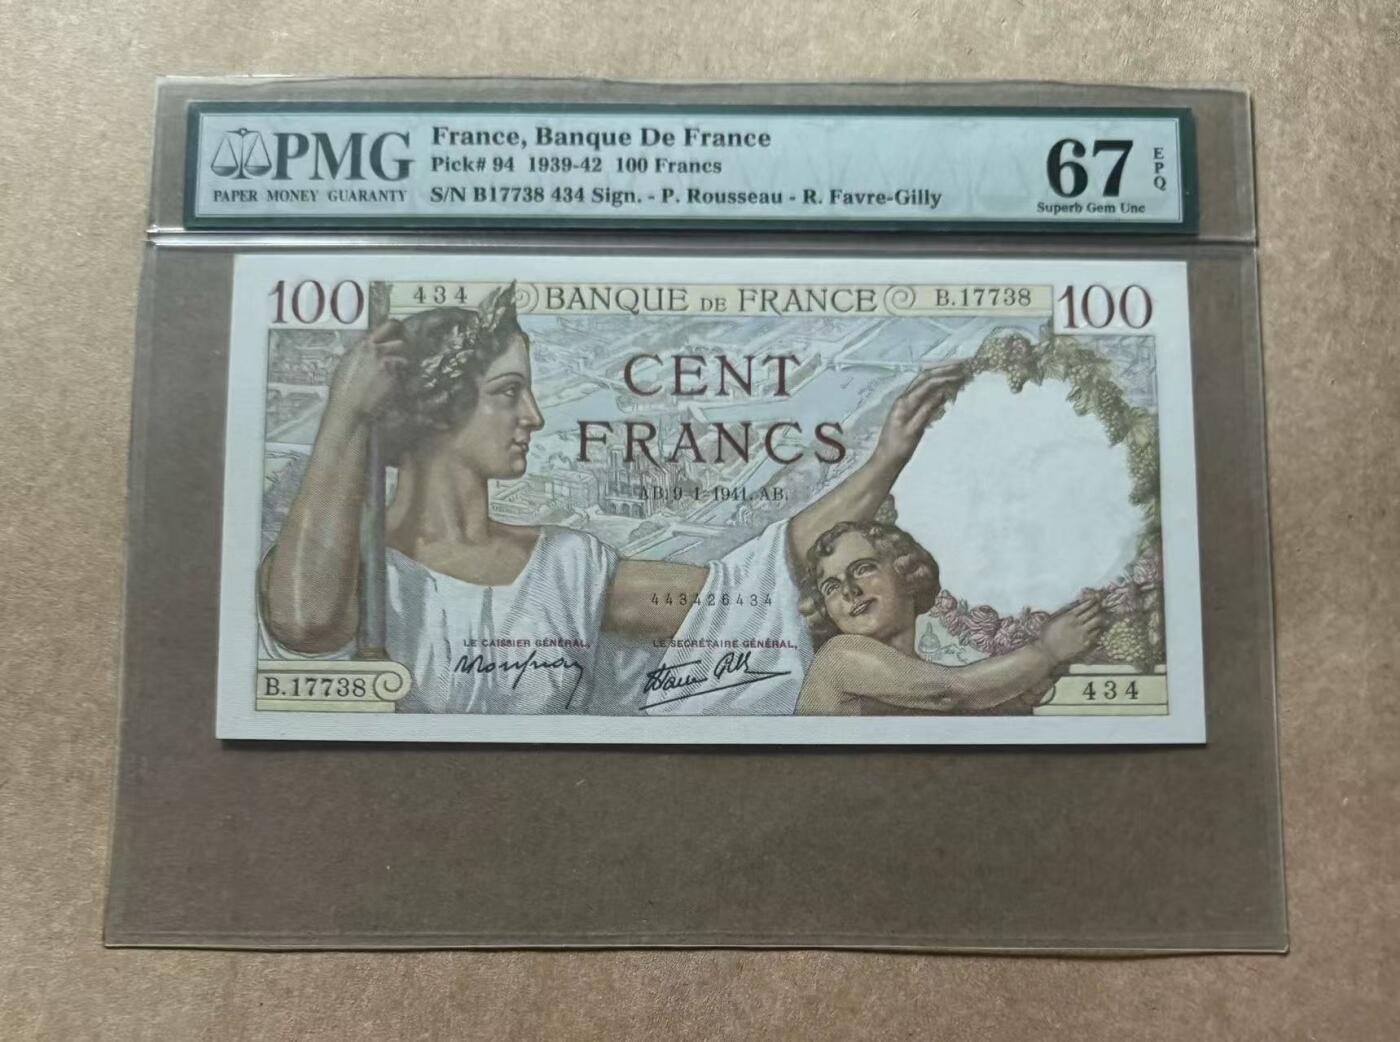 PMG
PAPER MONEY GUARANTY
France, Banque De France
Pick# 94 1939-42 100 Francs
S/N B17738 434 Sign. - P. Rousseau - R. Favre-Gilly
67
EPQ
Superb Gem Unc
100
434
BANQUE DE FRANCE
B.17738
100
CENT
FRANCS
AB. 9-1-1941. AB.
443426434
LE CAISSIER GÉNÉRAL,
LE SECRÉTAIRE GÉNÉRAL,
B.17738
434